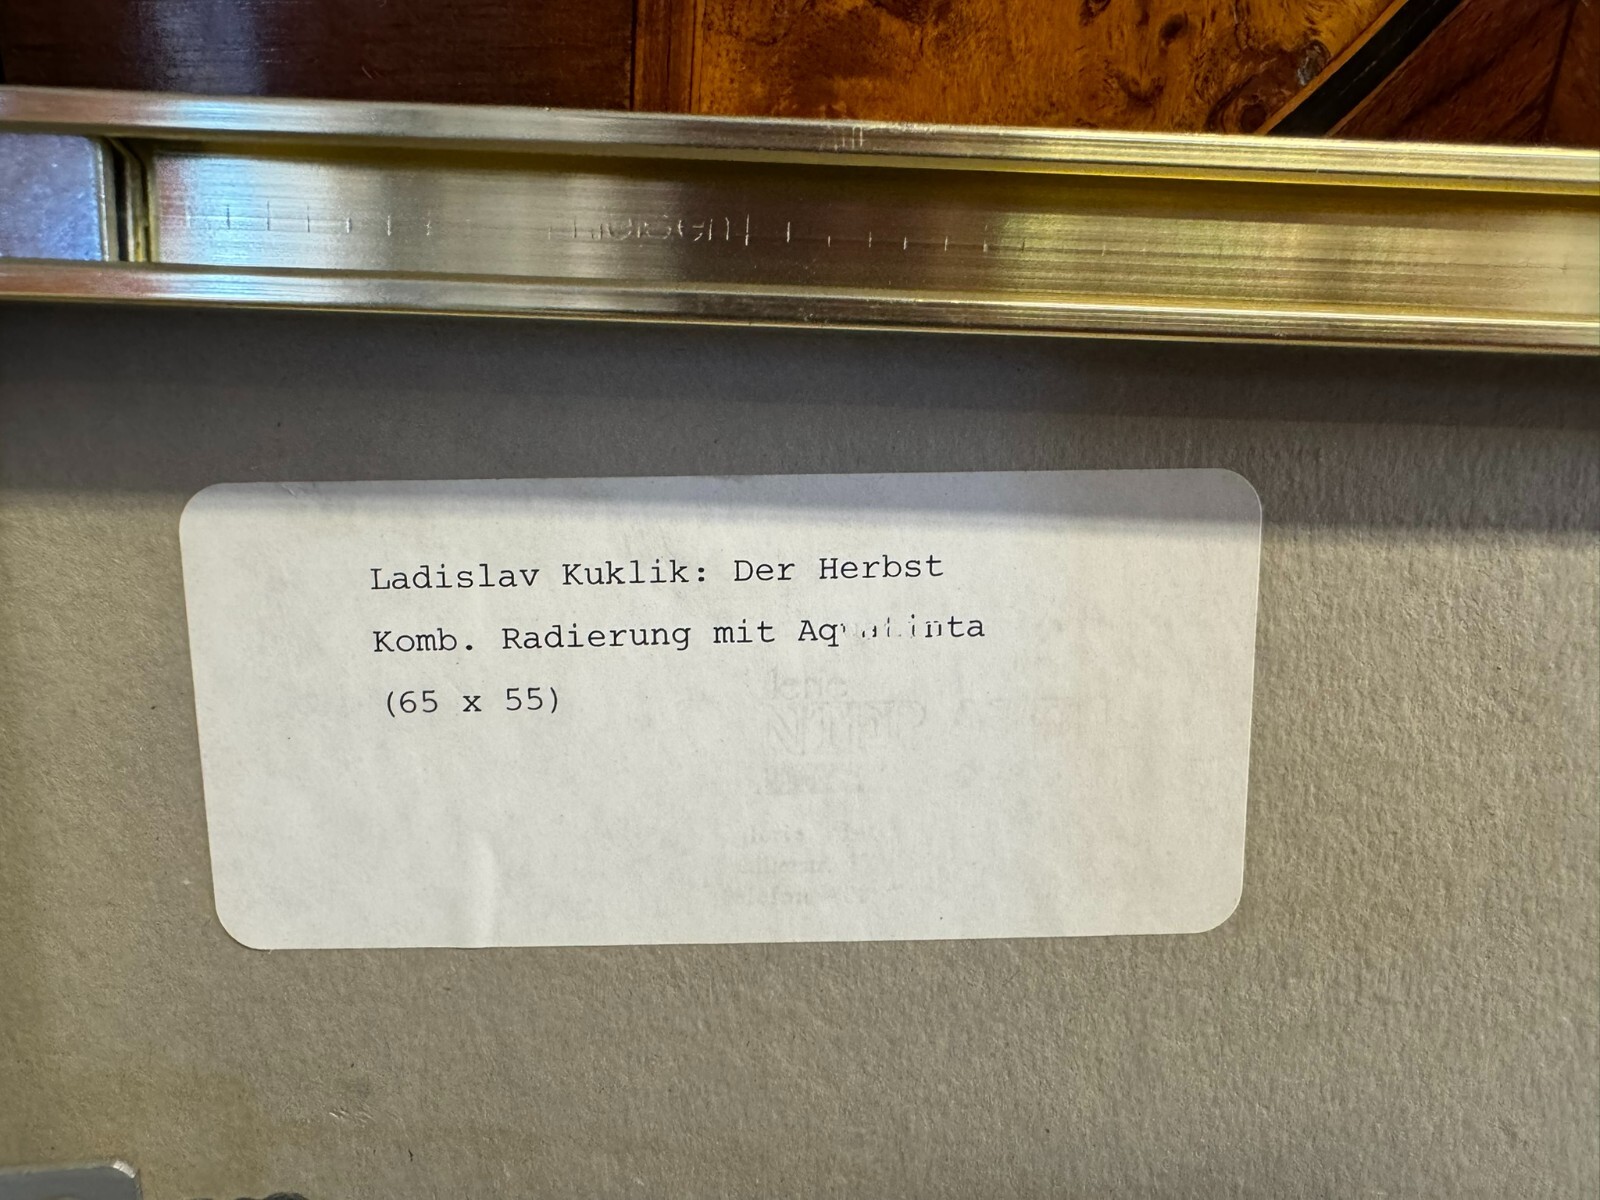 Ladislav Kuklik: Der Herbst
Komb. Radierung mit Aquatinta
(65 x 55)